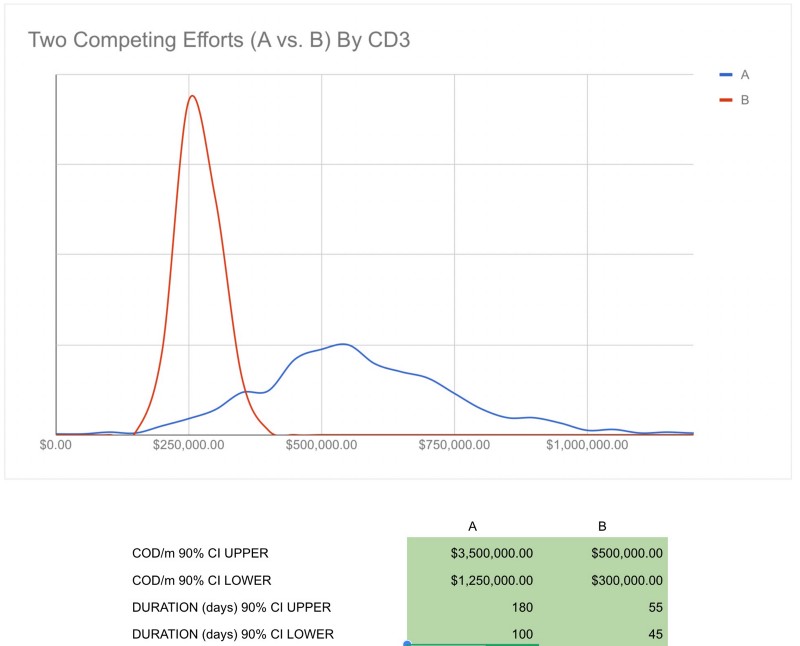 Two Competing Efforts (A vs. B) By CD3
A
B
$0.00 $250,000.00 $500,000.00 $750,000.00 $1,000,000.00
A B
COD/m 90% CI UPPER $3,500,000.00 $500,000.00
COD/m 90% CI LOWER $1,250,000.00 $300,000.00
DURATION (days) 90% CI UPPER 180 55
DURATION (days) 90% CI LOWER 100 45